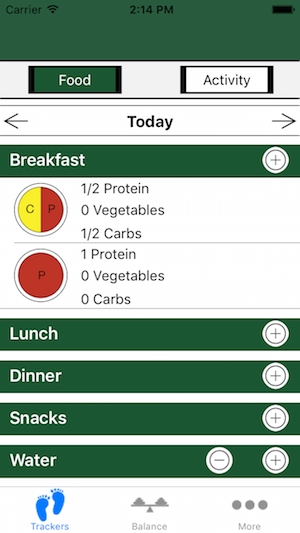 Carrier 2:14 PM
Food Activity
Today
Breakfast
C P
1/2 Protein
0 Vegetables
1/2 Carbs
P
1 Protein
0 Vegetables
0 Carbs
Lunch
Dinner
Snacks
Water
Trackers Balance More